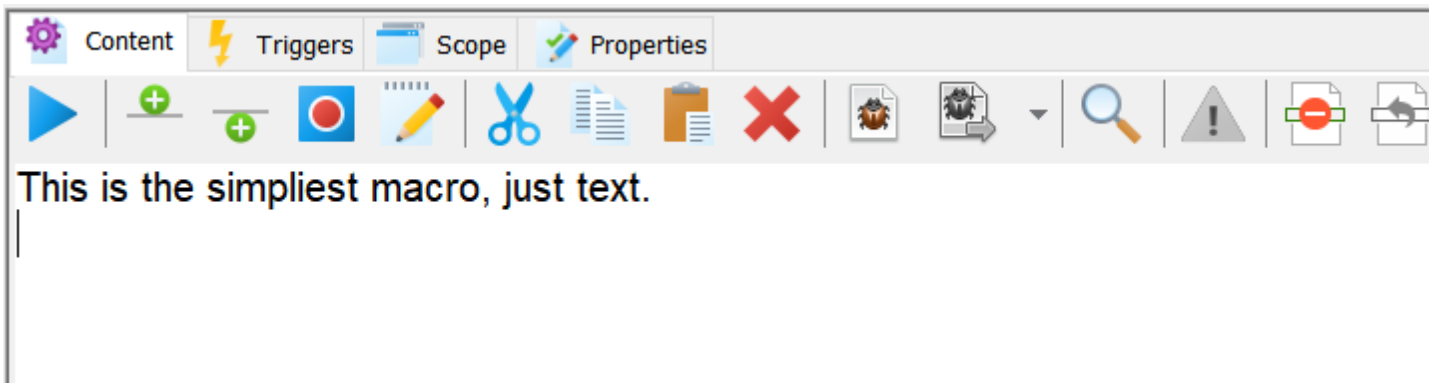 Content Triggers Scope Properties
This is the simpliest macro, just text.